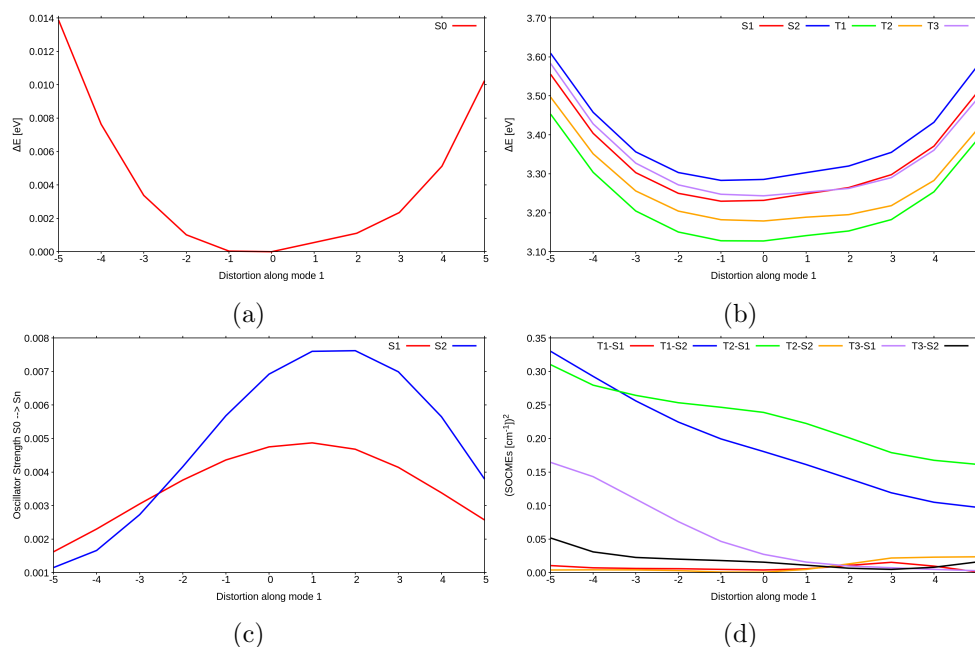 S0
0.014
0.012
0.010
0.008
0.006
0.004
0.002
0.000
ΔE [eV]
-5 -4 -3 -2 -1 0 1 2 3 4 5
Distortion along mode 1
(a)
S1 S2 T1 T2 T3
3.70
3.60
3.50
3.40
3.30
3.20
3.10
ΔE [eV]
-5 -4 -3 -2 -1 0 1 2 3 4
Distortion along mode 1
(b)
S1 S2
0.008
0.007
0.006
0.005
0.004
0.003
0.002
0.001
Oscillator Strength S0 --> Sn
-5 -4 -3 -2 -1 0 1 2 3 4 5
Distortion along mode 1
(c)
T1-S1 T1-S2 T2-S1 T2-S2 T3-S1 T3-S2
0.35
0.30
0.25
0.20
0.15
0.10
0.05
0.00
(SOCMEs [cm⁻¹])²
-5 -4 -3 -2 -1 0 1 2 3 4
Distortion along mode 1
(d)